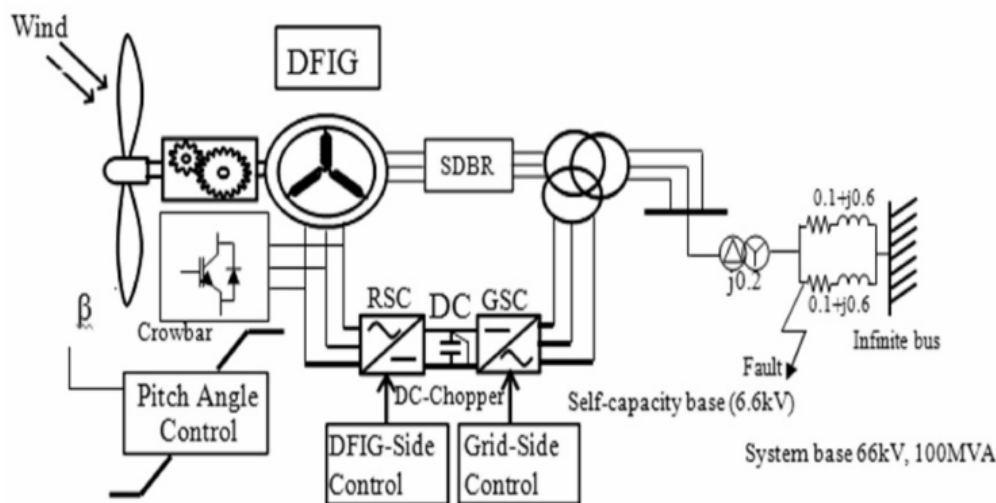 Wind
DFIG
SDBR
0.1+j0.6
j0.2
0.1+j0.6
Infinite bus
Fault
β
Crowbar
RSC
DC
GSC
DC-Chopper
Self-capacity base (6.6kV)
Pitch Angle
Control
DFIG-Side
Control
Grid-Side
Control
System base 66kV, 100MVA